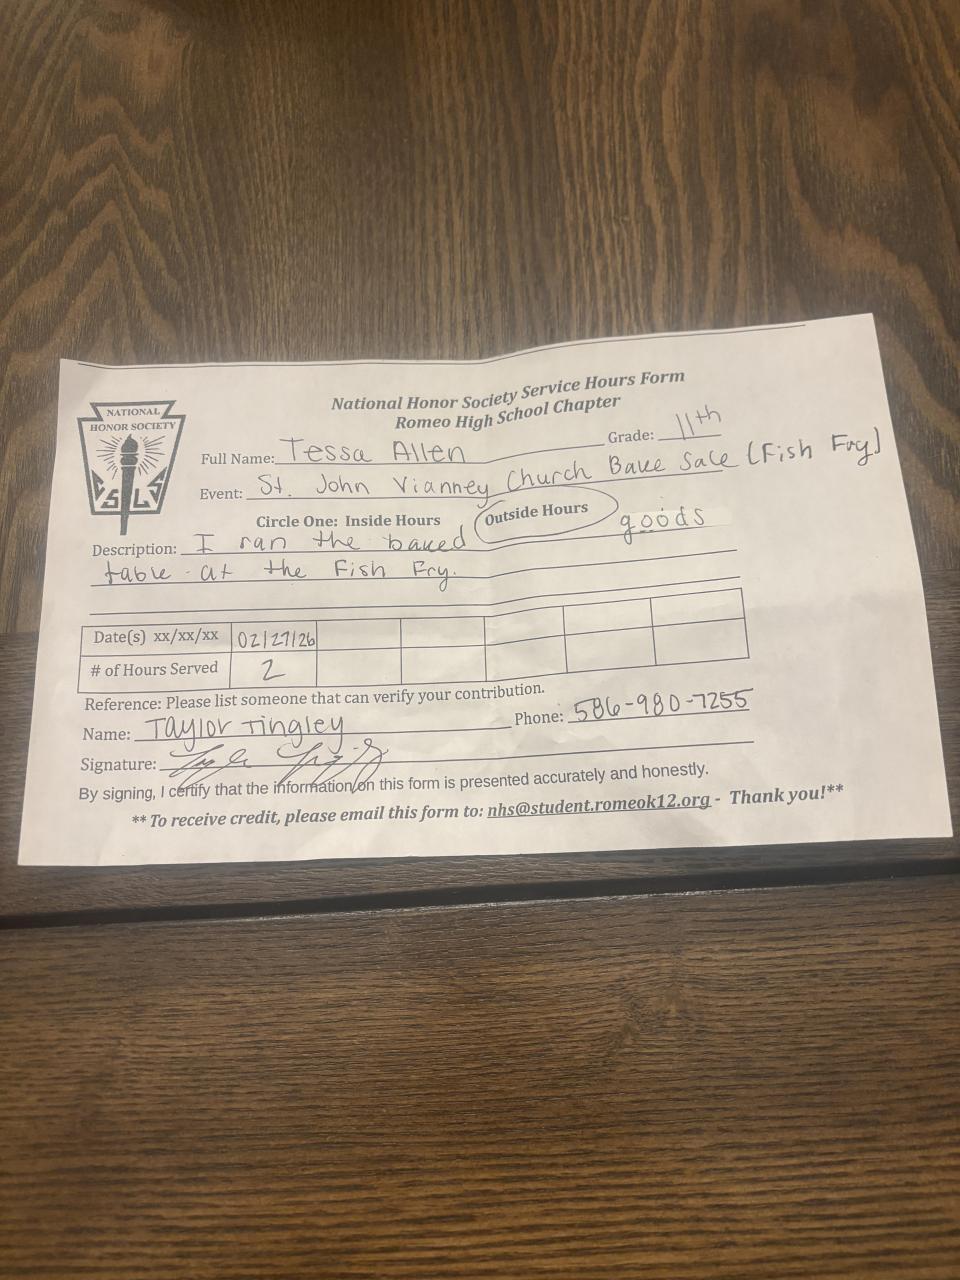 National Honor Society Service Hours Form
Romeo High School Chapter
NATIONAL
HONOR SOCIETY
S L S
Full Name: Tessa Allen Grade: 11th
Event: St. John Vianney Church Bake Sale (Fish Fry)
Circle One: Inside Hours Outside Hours
Description: I ran the baked goods
table at the Fish Fry.
Date(s) xx/xx/xx 02/27/26
# of Hours Served 2
Reference: Please list someone that can verify your contribution.
Name: Taylor Tingley Phone: 586-980-7255
Signature:
By signing, I certify that the information on this form is presented accurately and honestly.
** To receive credit, please email this form to: nhs@student.romeok12.org - Thank you!**